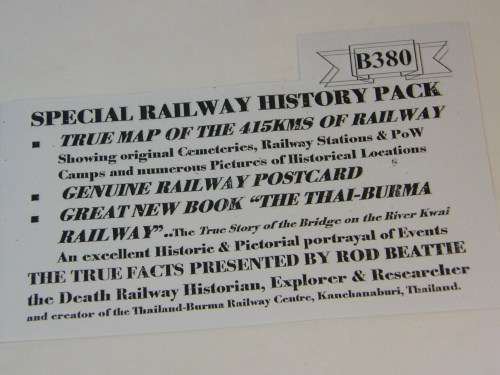 B380
SPECIAL RAILWAY HISTORY PACK
▪ TRUE MAP OF THE 415KMS OF RAILWAY
Showing original Cemeteries, Railway Stations & PoW
Camps and numerous Pictures of Historical Locations
▪ GENUINE RAILWAY POSTCARD
▪ GREAT NEW BOOK “THE THAI-BURMA
RAILWAY”..The True Story of the Bridge on the River Kwai
An excellent Historic & Pictorial portrayal of Events
THE TRUE FACTS PRESENTED BY ROD BEATTIE
the Death Railway Historian, Explorer & Researcher
and creator of the Thailand-Burma Railway Centre, Kanchanaburi, Thailand.